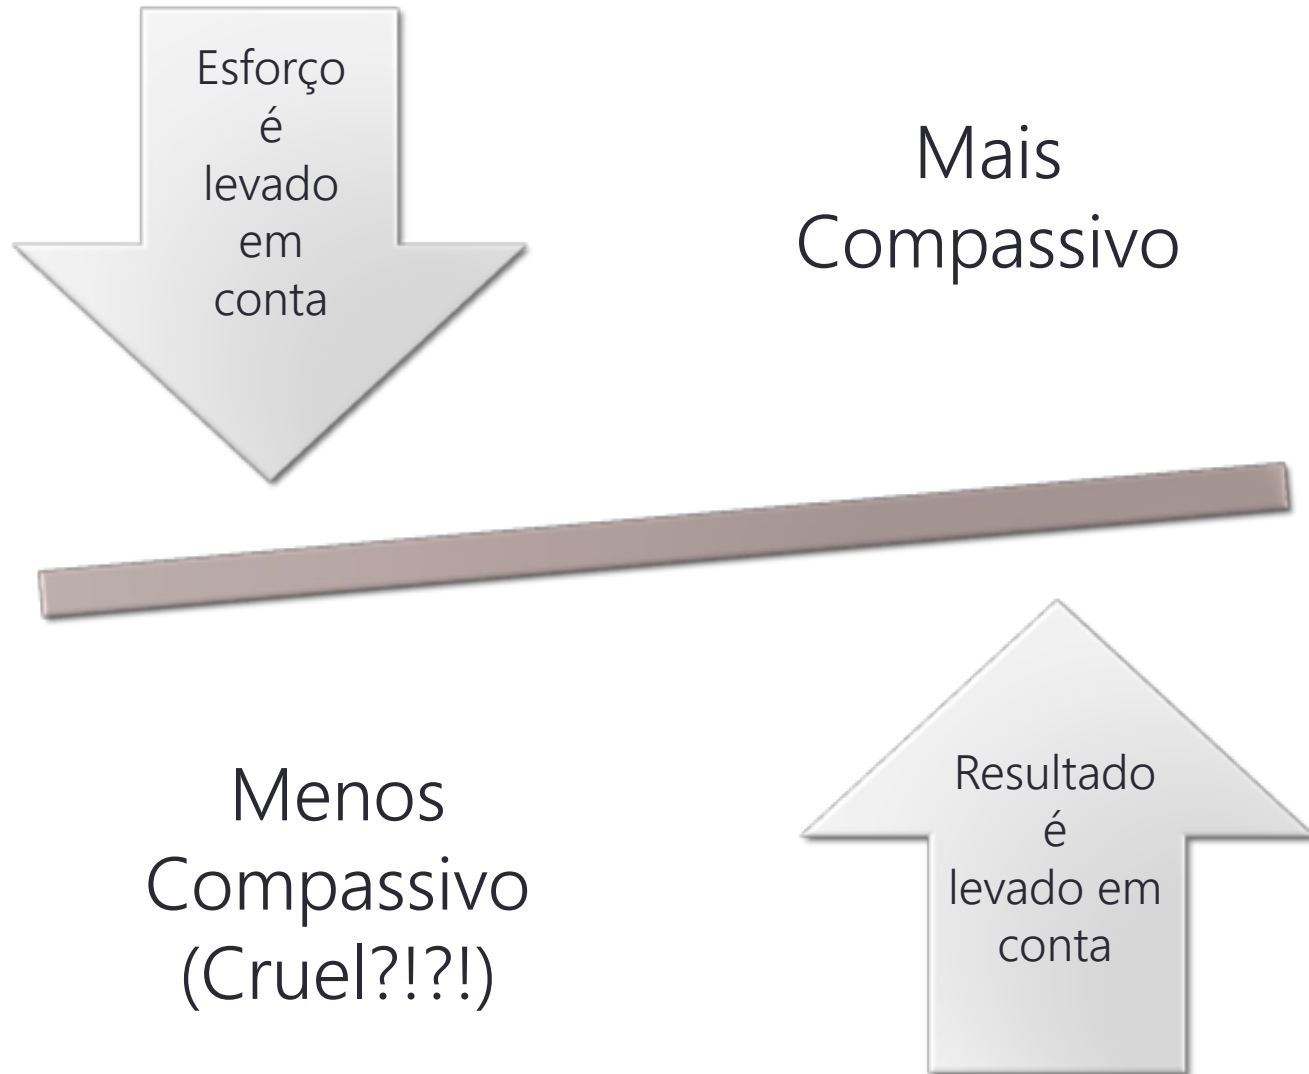 Esforço
é
levado
em
conta
Mais
Compassivo
Menos
Compassivo
(Cruel?!?!)
Resultado
é
levado em
conta